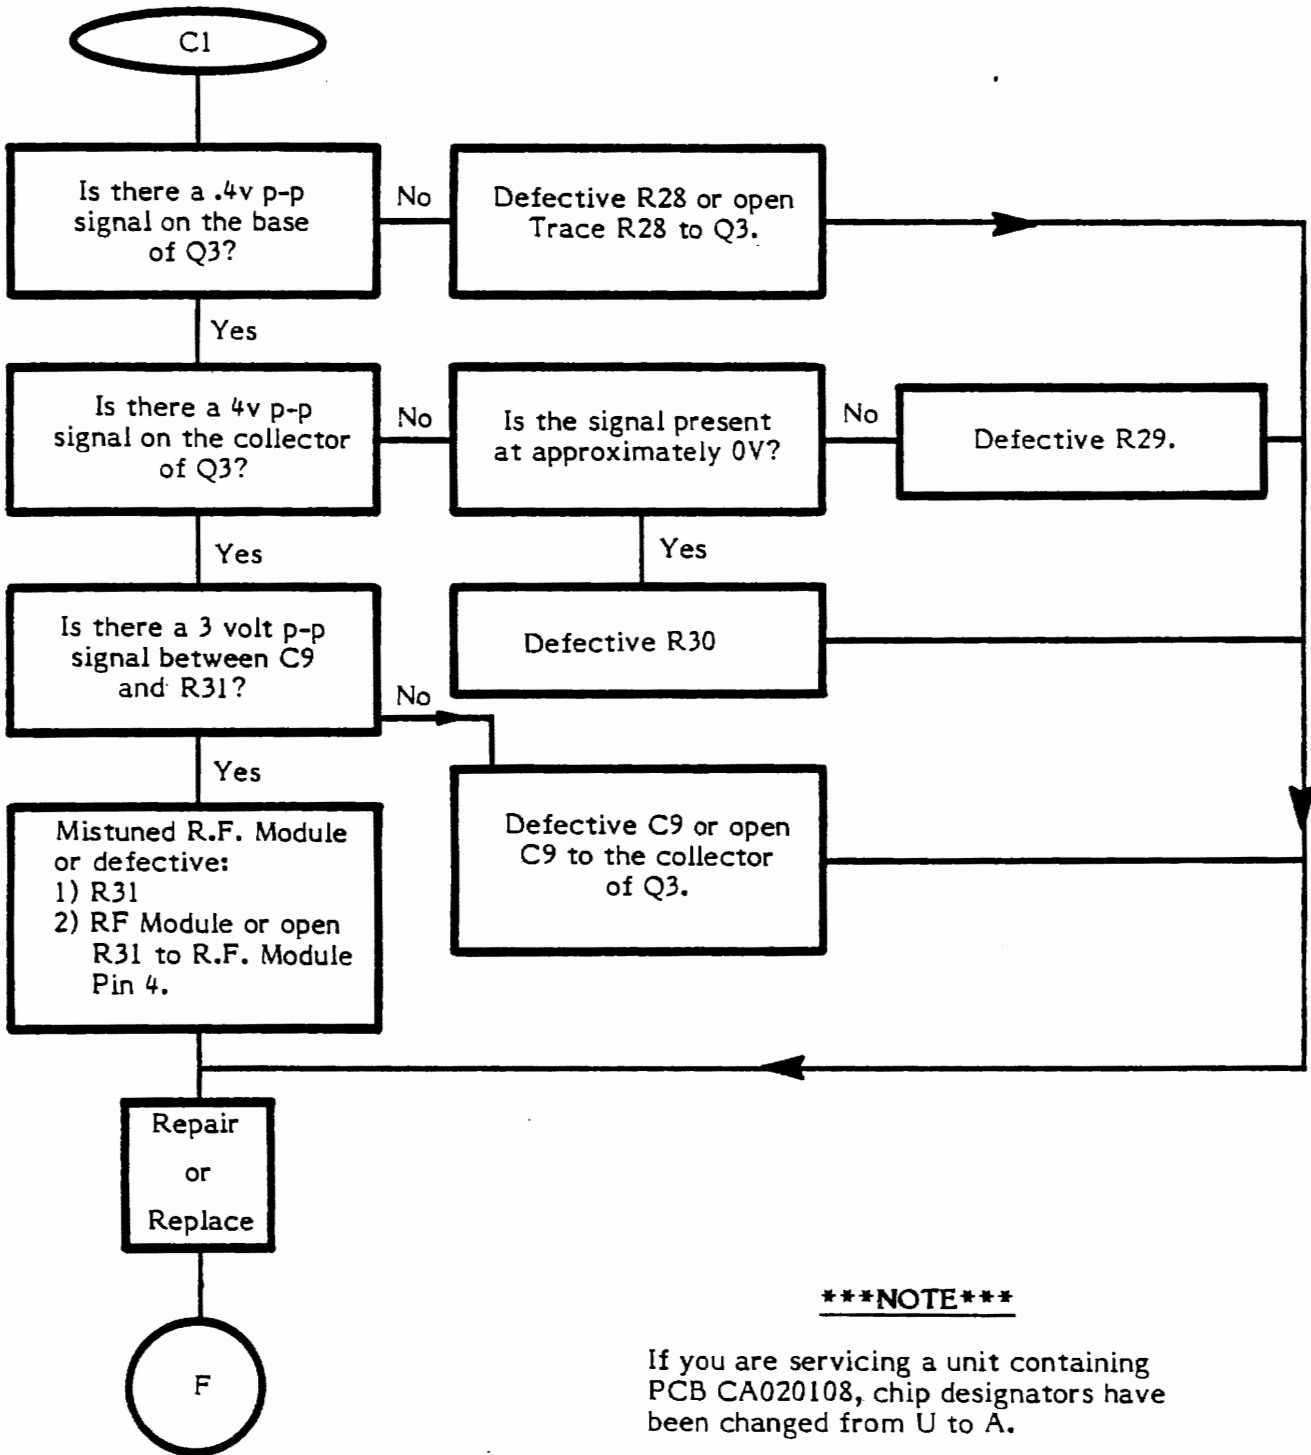 C1
Is there a .4v p-p
signal on the base
of Q3?
No
Defective R28 or open
Trace R28 to Q3.
Yes
Is there a 4v p-p
signal on the collector
of Q3?
No
Is the signal present
at approximately 0V?
No
Defective R29.
Yes
Yes
Is there a 3 volt p-p
signal between C9
and R31?
Defective R30
No
Yes
Defective C9 or open
C9 to the collector
of Q3.
Mistuned R.F. Module
or defective:
1) R31
2) RF Module or open
R31 to R.F. Module
Pin 4.
Repair
or
Replace
F
***NOTE***
If you are servicing a unit containing
PCB CA020108, chip designators have
been changed from U to A.